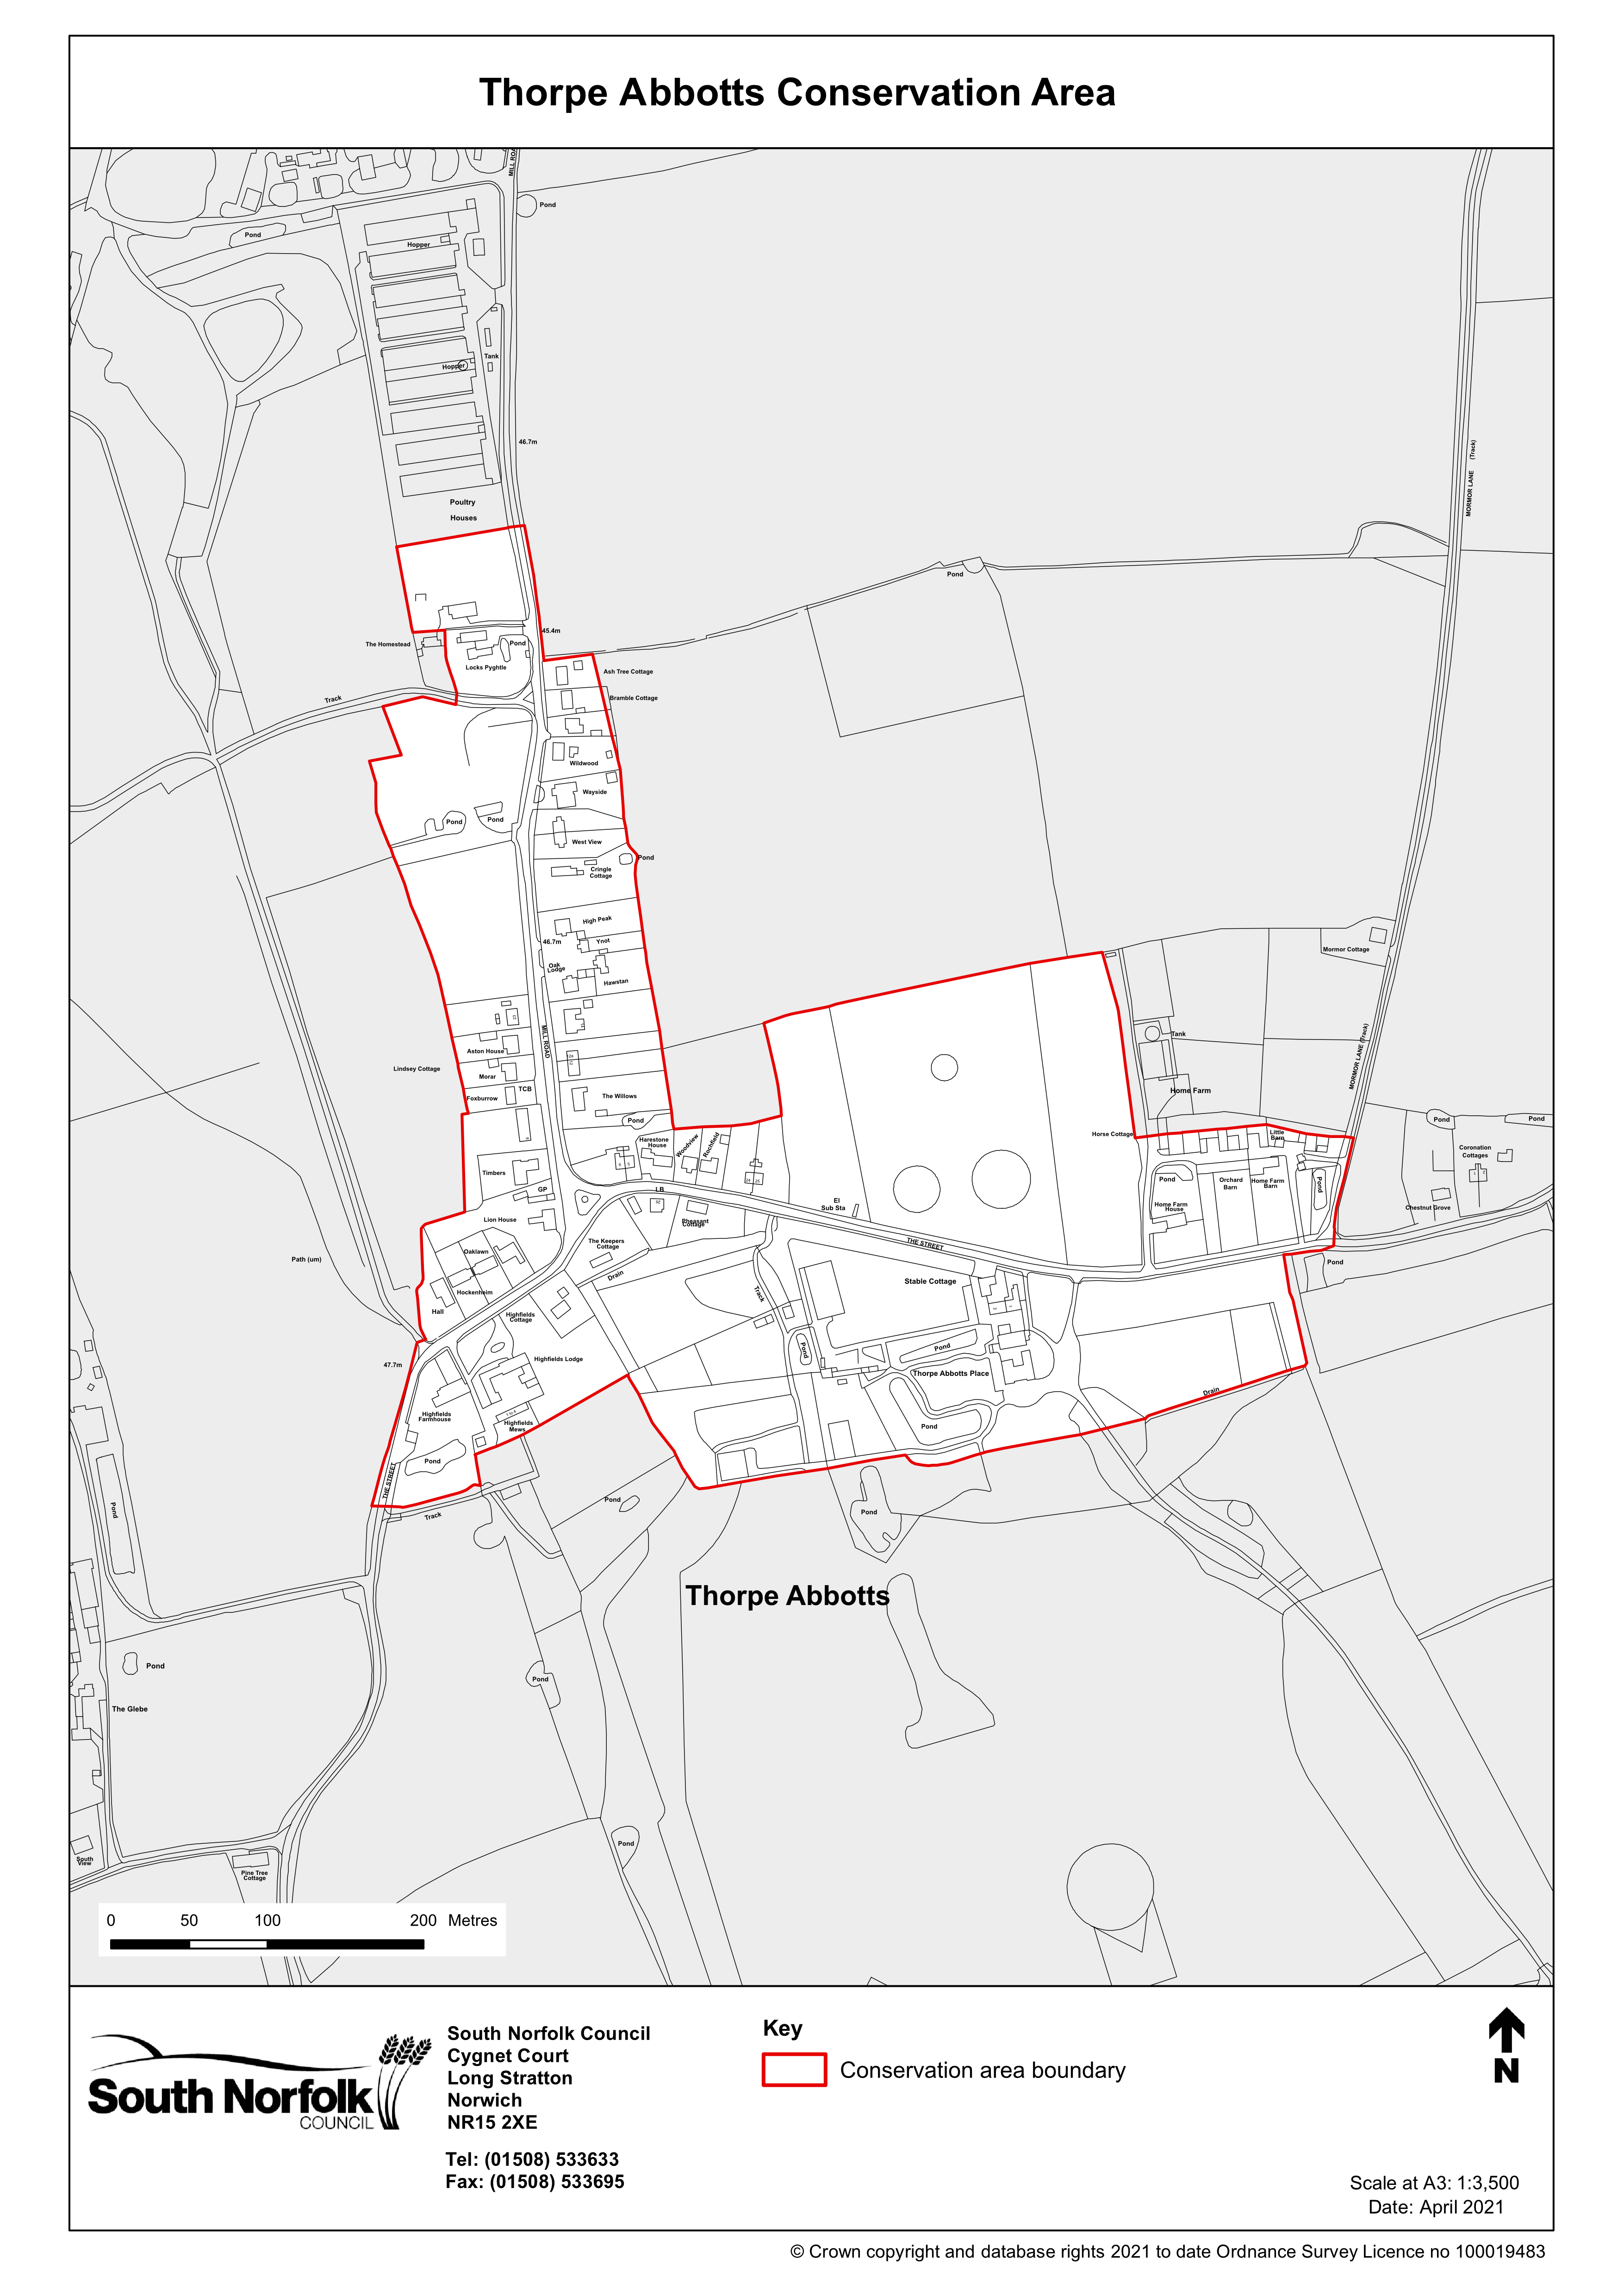 Thorpe Abbotts Conservation Area
MILL ROA
Pond
Pond
Hopper
Tank
Hopper
46.7m
MORMOR LANE (Track)
Poultry
Houses
Pond
45.4m
The Homestead
Pond
Locks Pyghtle
Ash Tree Cottage
Bramble Cottage
Track
Wildwood
Wayside
Pond
Pond
West View
Pond
Cringle
Cottage
High Peak
46.7m
Ynot
Mormor Cottage
Oak
Lodge
Hawstan
MILL ROAD
Tank
Aston House
Lindsey Cottage
Morar
MORMOR LANE (Track)
TCB
Home Farm
Foxburrow
The Willows
Pond
Pond
Pond
Horse Cottage
Little
Barn
Harestone
House
Woodview
Rochfield
Coronation
Cottages
Timbers
Pond
Orchard
Barn
Home Farm
Barn
Pond
GP
LB
El
Sub Sta
Home Farm
House
Chestnut Grove
Lion House
Pheasant
Cottage
THE STREET
The Keepers
Cottage
Oaklawn
Path (um)
Pond
Drain
Stable Cottage
Hockenheim
Track
Hall
Highfields
Cottage
Pond
Pond
47.7m
Highfields Lodge
Thorpe Abbotts Place
Drain
Highfields
Farmhouse
Highfields
Mews
Pond
Pond
THE STREET
Pond
Pond
Pond
Track
Thorpe Abbotts
Pond
Pond
The Glebe
Pond
South
View
Pine Tree
Cottage
0 50 100 200 Metres
South Norfolk
COUNCIL
South Norfolk Council
Cygnet Court
Long Stratton
Norwich
NR15 2XE
Tel: (01508) 533633
Fax: (01508) 533695
Key
Conservation area boundary
N
Scale at A3: 1:3,500
Date: April 2021
© Crown copyright and database rights 2021 to date Ordnance Survey Licence no 100019483